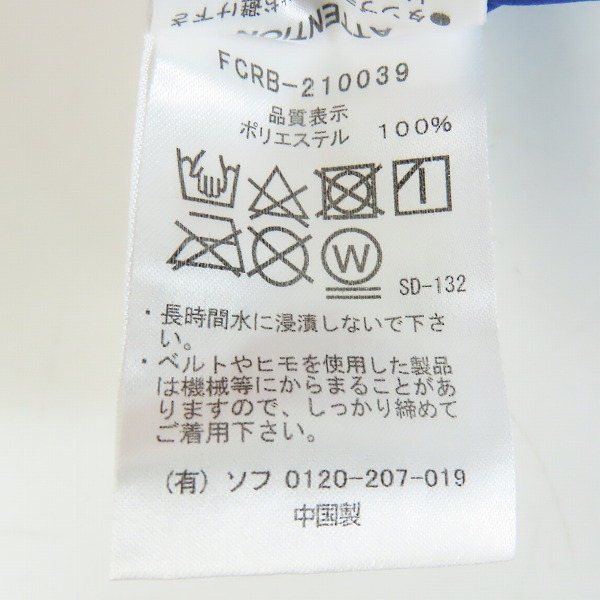 ATTENTION
FCRB-210039
品質表示
ポリエステル 100%
W
SD-132
・長時間水に浸漬しないで下さ
い。
・ベルトやヒモを使用した製品
は機械等にからまることがあ
りますので、しっかり締めて
ご着用下さい。
(有) ソフ 0120-207-019
中国製